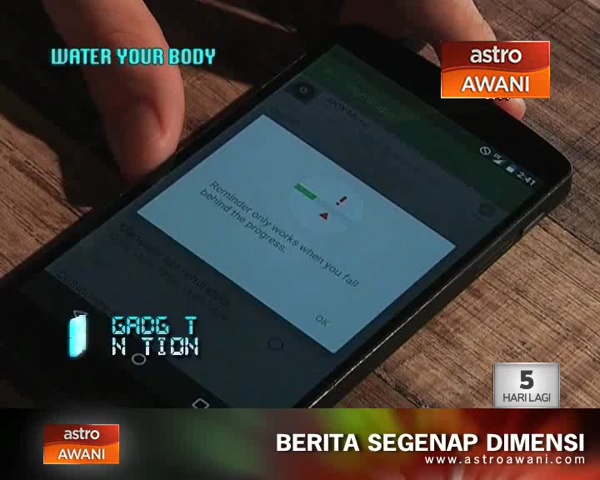 WATER YOUR BODY
astro
AWANI
2:41
Reminder only works when you fall
behind the progress.
OK
GADG T
N TION
5
HARI LAGI
astro
AWANI
BERITA SEGENAP DIMENSI
www.astroawani.com